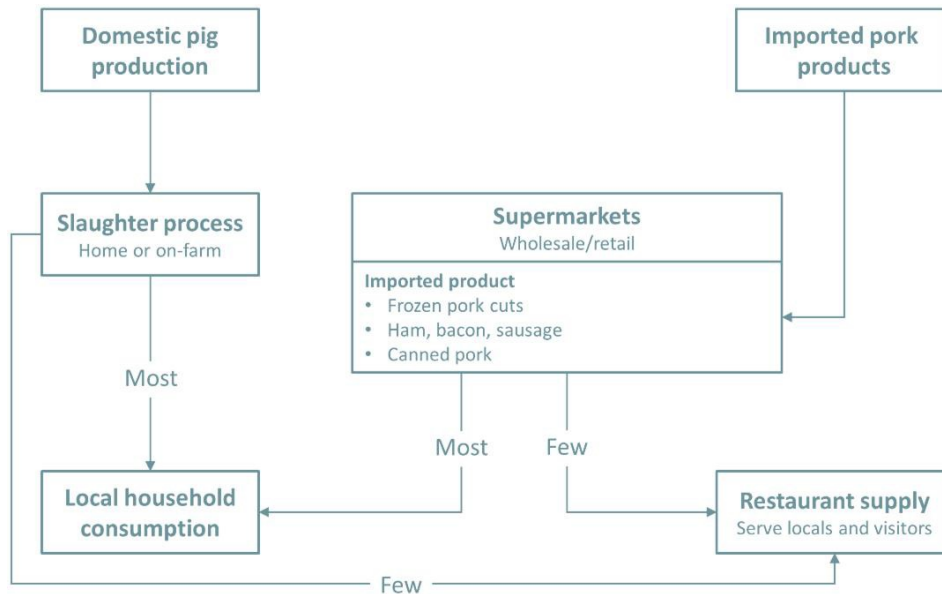 Domestic pig
production
Imported pork
products
Slaughter process
Home or on-farm
Supermarkets
Wholesale/retail
Imported product
• Frozen pork cuts
• Ham, bacon, sausage
• Canned pork
Most
Most
Few
Local household
consumption
Restaurant supply
Serve locals and visitors
Few